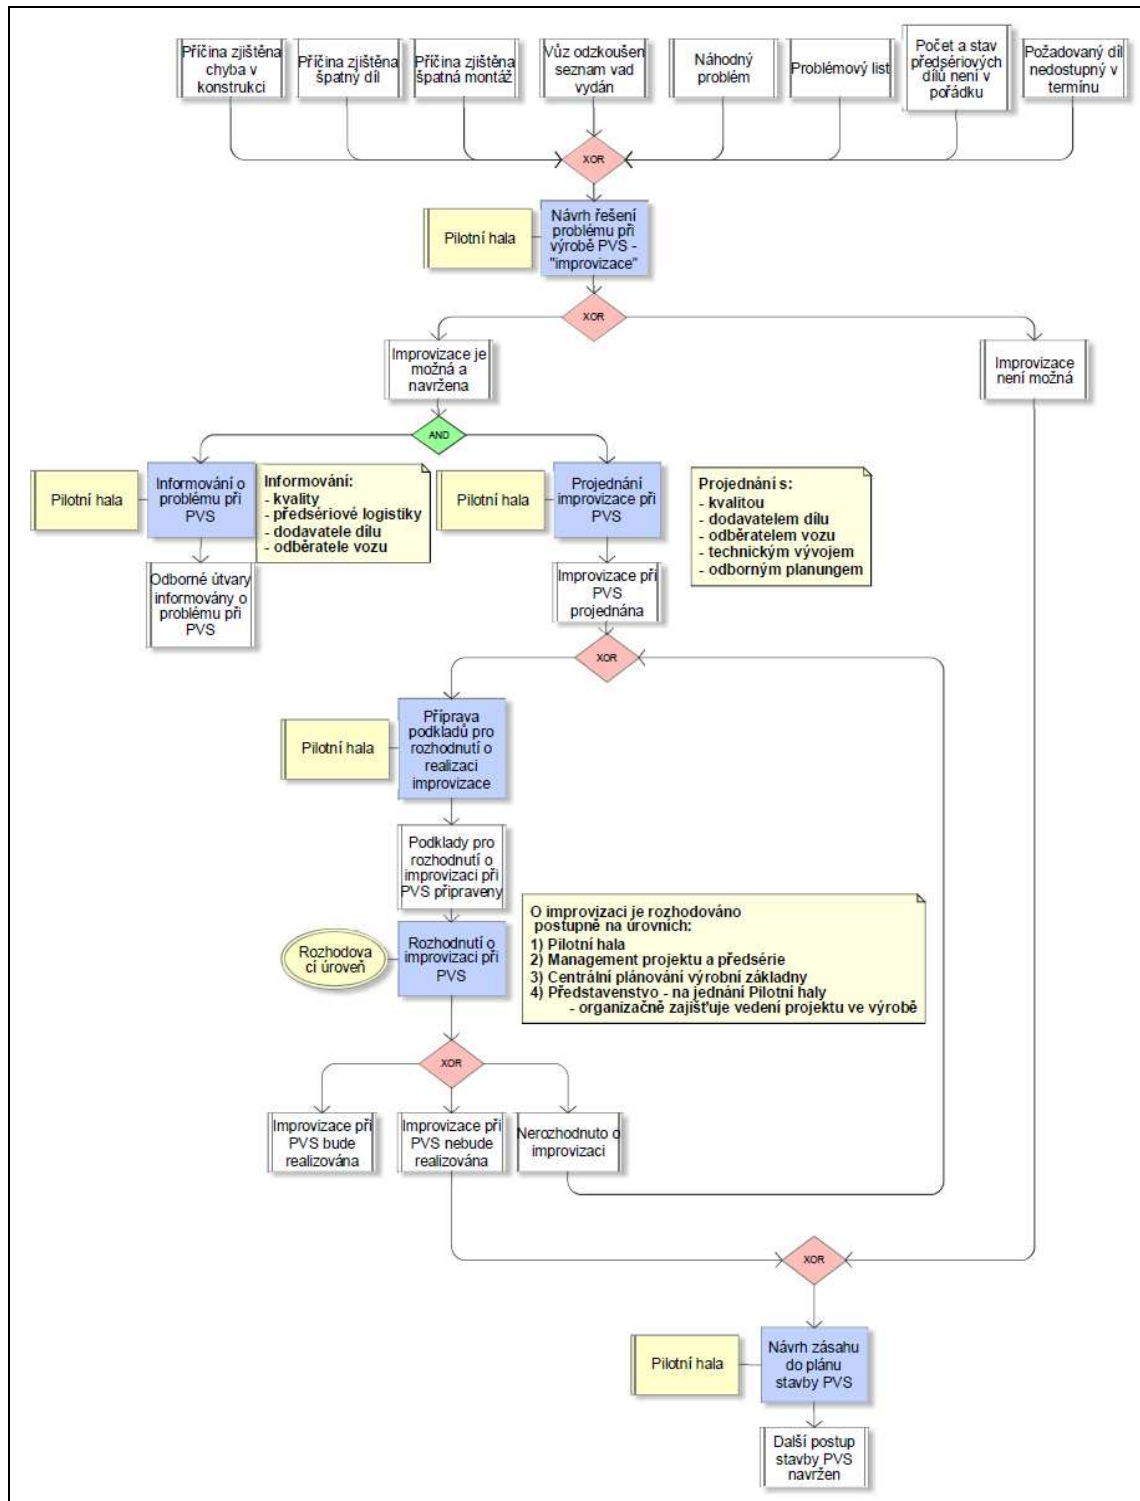 Příčina zjištěna
chyba v
konstrukci
Příčina zjištěna
špatný díl
Příčina zjištěna
špatná montáž
Vůz odzkoušen
seznam vad
vydán
Náhodný
problém
Problémový list
Počet a stav
předsériových
dílů není v
pořádku
Požadovaný díl
nedostupný v
termínu
XOR
Pilotní hala
Návrh řešení
problému při
výrobě PVS -
"improvizace"
XOR
Improvizace je
možná a
navržena
Improvizace
není možná
AND
Pilotní hala
Informování o
problému při
PVS
Informování:
- kvality
- předsériové logistiky
- dodavatele dílu
- odběratele vozu
Pilotní hala
Projednání
improvizace při
PVS
Projednání s:
- kvalitou
- dodavatelem dílu
- odběratelem vozu
- technickým vývojem
- odborným planungem
Odborné útvary
informovány o
problému při
PVS
Improvizace při
PVS
projednána
XOR
Pilotní hala
Příprava
podkladů pro
rozhodnutí o
realizaci
improvizace
Podklady pro
rozhodnutí o
improvizaci při
PVS připraveny
Rozhodova
cí úroveň
Rozhodnutí o
improvizaci při
PVS
O improvizaci je rozhodováno
postupně na úrovních:
1) Pilotní hala
2) Management projektu a předsérie
3) Centrální plánování výrobní základny
4) Představenstvo - na jednání Pilotní haly
- organizačně zajišťuje vedení projektu ve výrobě
XOR
Improvizace při
PVS bude
realizována
Improvizace při
PVS nebude
realizována
Nerozhodnuto o
improvizaci
XOR
Pilotní hala
Návrh zásahu
do plánu
stavby PVS
Další postup
stavby PVS
navržen